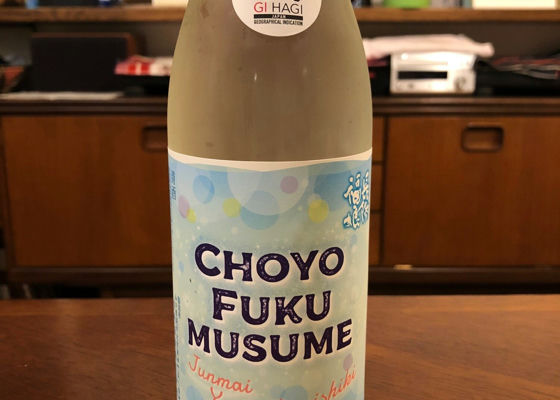 GI HAGI
JAPAN
GEOGRAPHICAL INDICATION
CHOYO
FUKU
MUSUME
Junmai